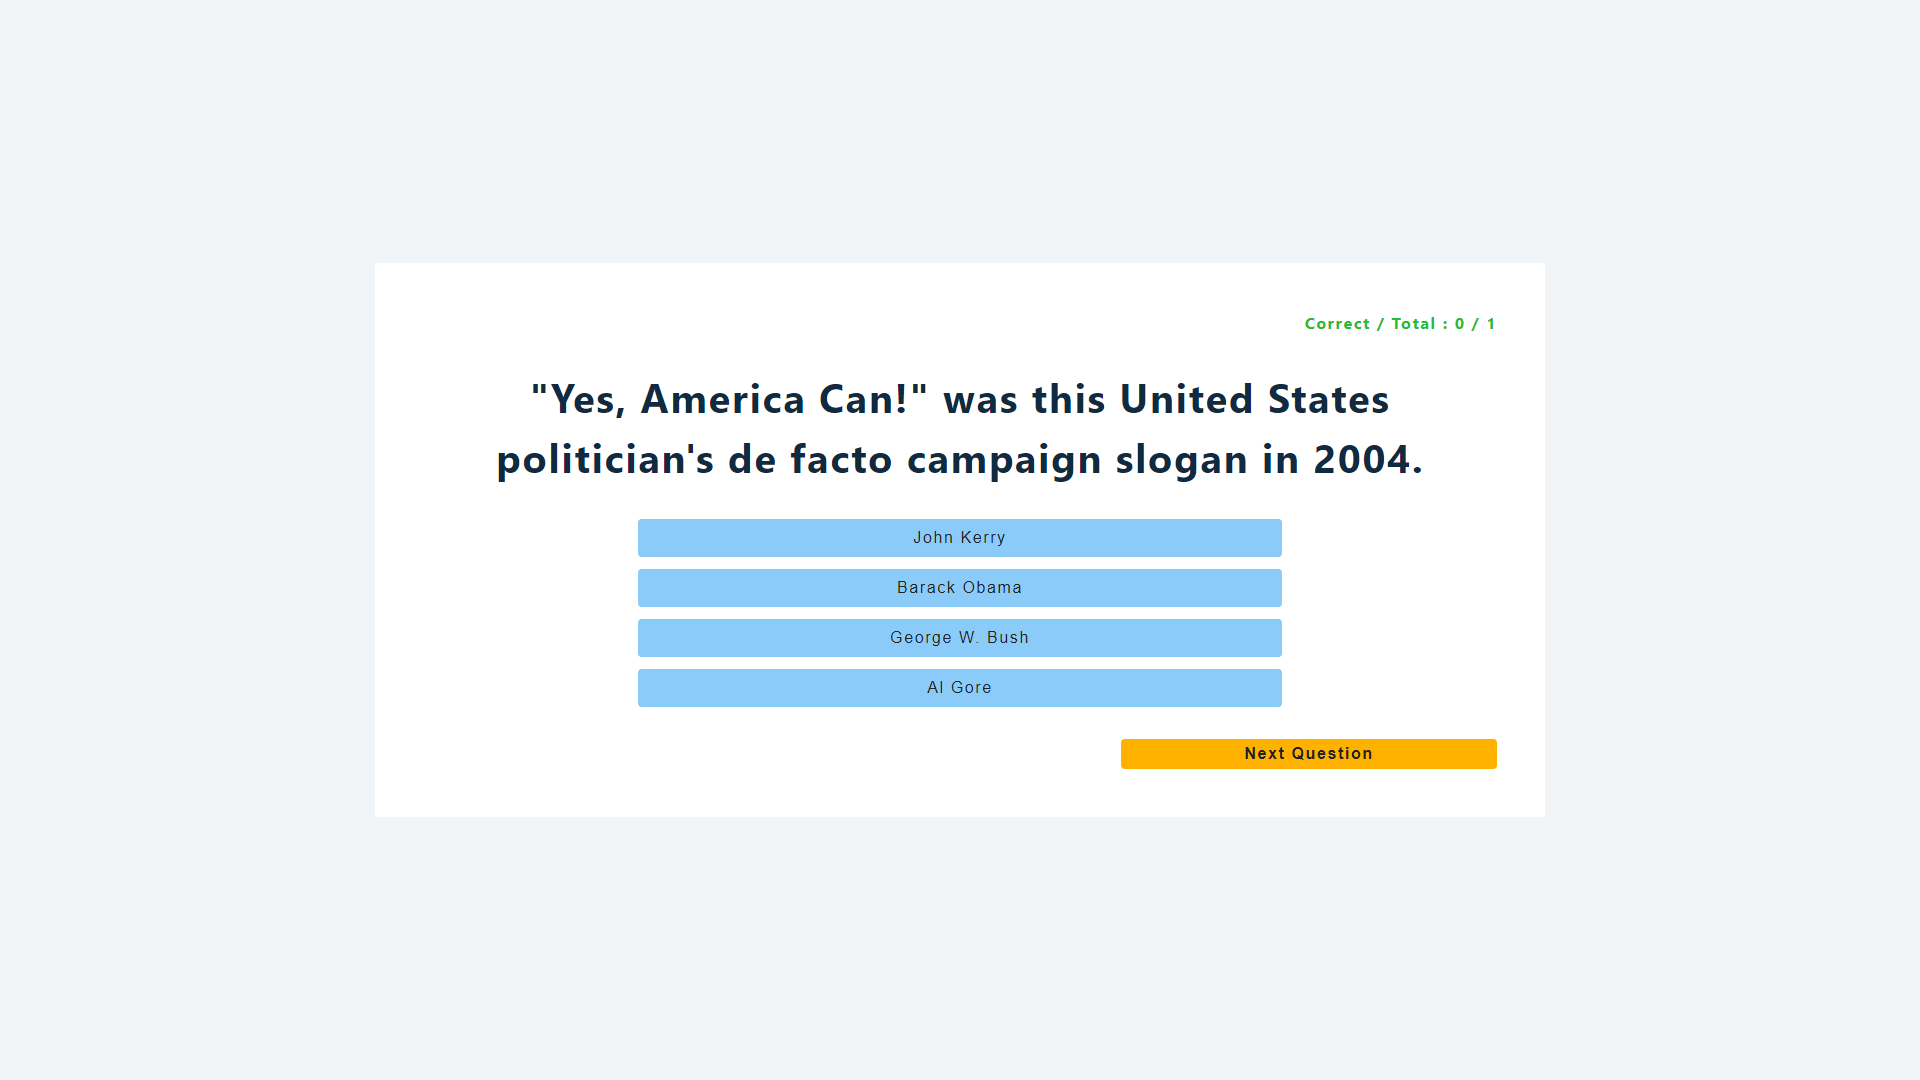 Correct / Total : 0 / 1
"Yes, America Can!" was this United States
politician's de facto campaign slogan in 2004.
John Kerry
Barack Obama
George W. Bush
Al Gore
Next Question